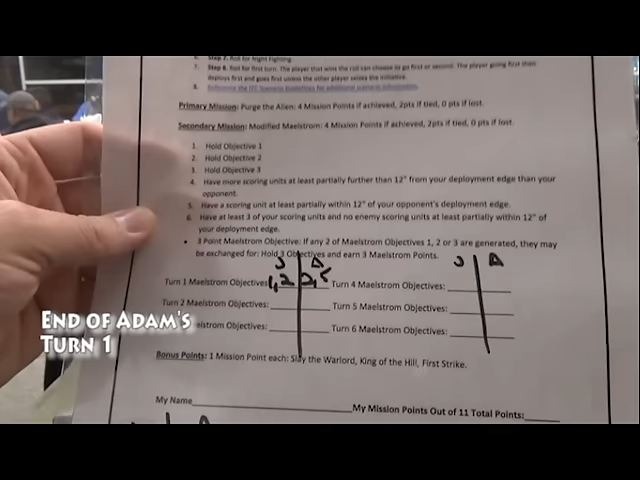 Step 7. Roll for Night Fighting.
7. Step 8. Roll for first turn. The player that wins the roll can choose to go first or second. The player going first then
deploys first and goes first unless the other player seizes the initiative.
8.
Primary Mission: Purge the Alien: 4 Mission Points if achieved, 2pts if tied, 0 pts if lost.
Secondary Mission: Modified Maelstrom: 4 Mission Points if achieved, 2pts if tied, 0 pts if lost.
1. Hold Objective 1
2. Hold Objective 2
3. Hold Objective 3
4. Have more scoring units at least partially further than 12" from your deployment edge than your
opponent.
5. Have a scoring unit at least partially within 12" of your opponent's deployment edge.
6. Have at least 3 of your scoring units and no enemy scoring units at least partially within 12" of
your deployment edge.
• 3 Point Maelstrom Objective: If any 2 of Maelstrom Objectives 1, 2 or 3 are generated, they may
be exchanged for: Hold 3 Objectives and earn 3 Maelstrom Points.
J A J A
Turn 1 Maelstrom Objectives: 1,2 2,5 Turn 4 Maelstrom Objectives:
Turn 2 Maelstrom Objectives: Turn 5 Maelstrom Objectives:
elstrom Objectives: Turn 6 Maelstrom Objectives:
Bonus Points: 1 Mission Point each: Slay the Warlord, King of the Hill, First Strike.
My Name My Mission Points Out of 11 Total Points:
End of Adam's
Turn 1